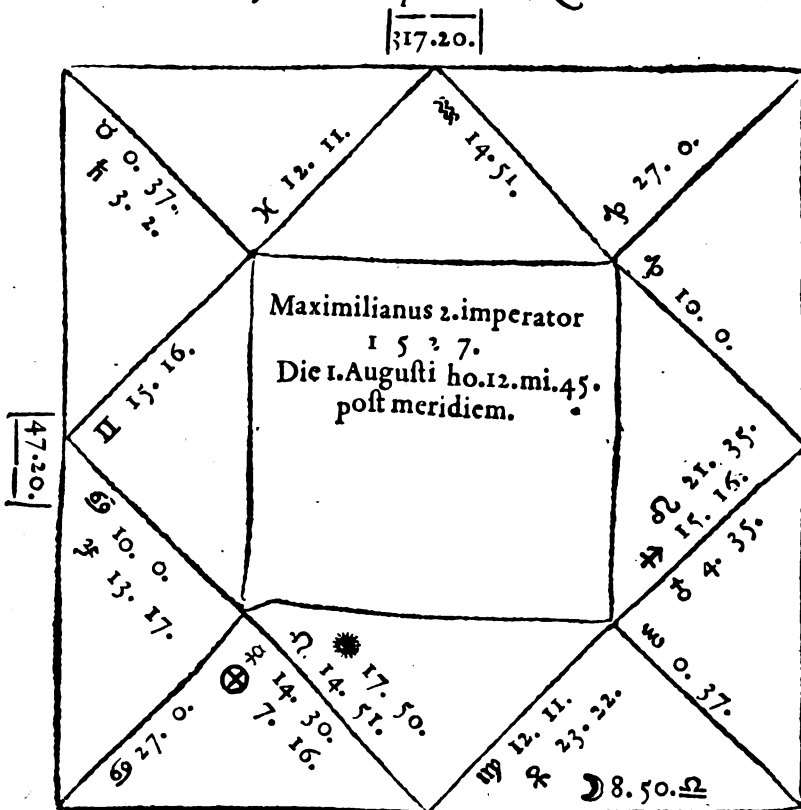 317.20.
♒ 14.51.
♓ 12. 11.
♑ 27. 0.
♉ 0. 37.
♄ 3. 2.
♑ 10. 0.
Maximilianus 2.imperator
1 5 2 7.
Die 1.Auguſti ho.12.mi.45.
poſt meridiem.
♊ 15. 16.
47.20.
♌ 21. 35.
♐ 15. 16.
♂ 4. 35.
♋ 10. 0.
♃ 13. 17.
♏ 0. 37.
♌ ☀ 17. 50.
14. 51.
14. 30.
⊕ 7. 16.
♋ 27. 0.
♍ 12. 11.
♀ 23. 22.
☽ 8. 50. ♎